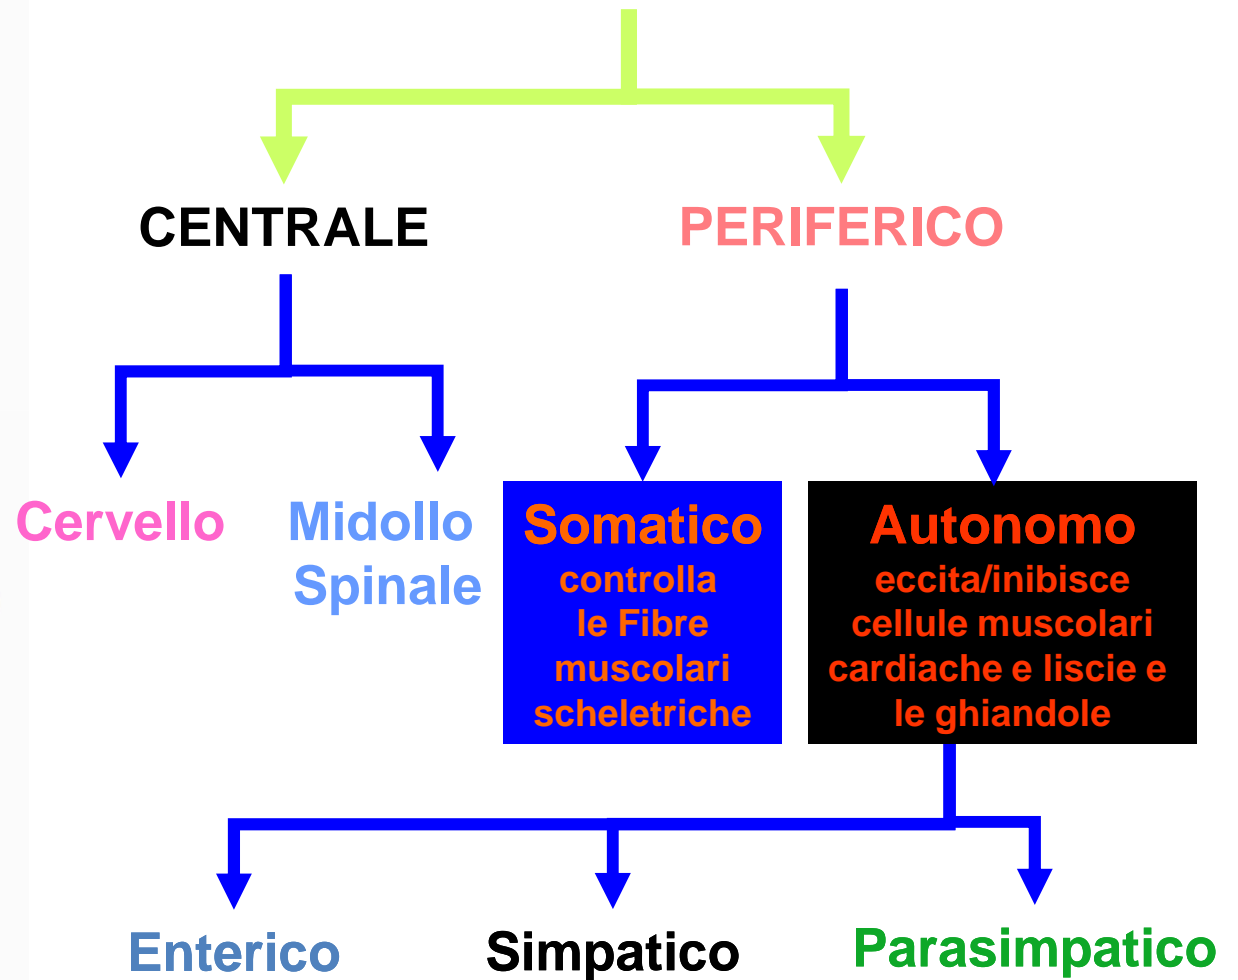 CENTRALE
PERIFERICO
Cervello
Midollo
Spinale
Somatico
controlla
le Fibre
muscolari
scheletriche
Autonomo
eccita/inibisce
cellule muscolari
cardiache e liscie e
le ghiandole
Enterico
Simpatico
Parasimpatico